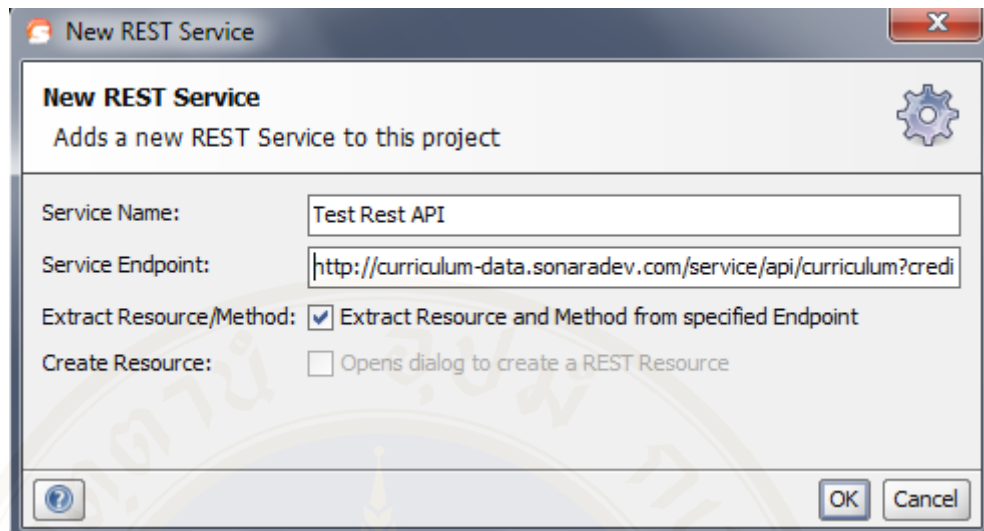 New REST Service
New REST Service
Adds a new REST Service to this project
Service Name: Test Rest API
Service Endpoint: http://curriculum-data.sonaradev.com/service/api/curriculum?credi
Extract Resource/Method: Extract Resource and Method from specified Endpoint
Create Resource: Opens dialog to create a REST Resource
OK Cancel